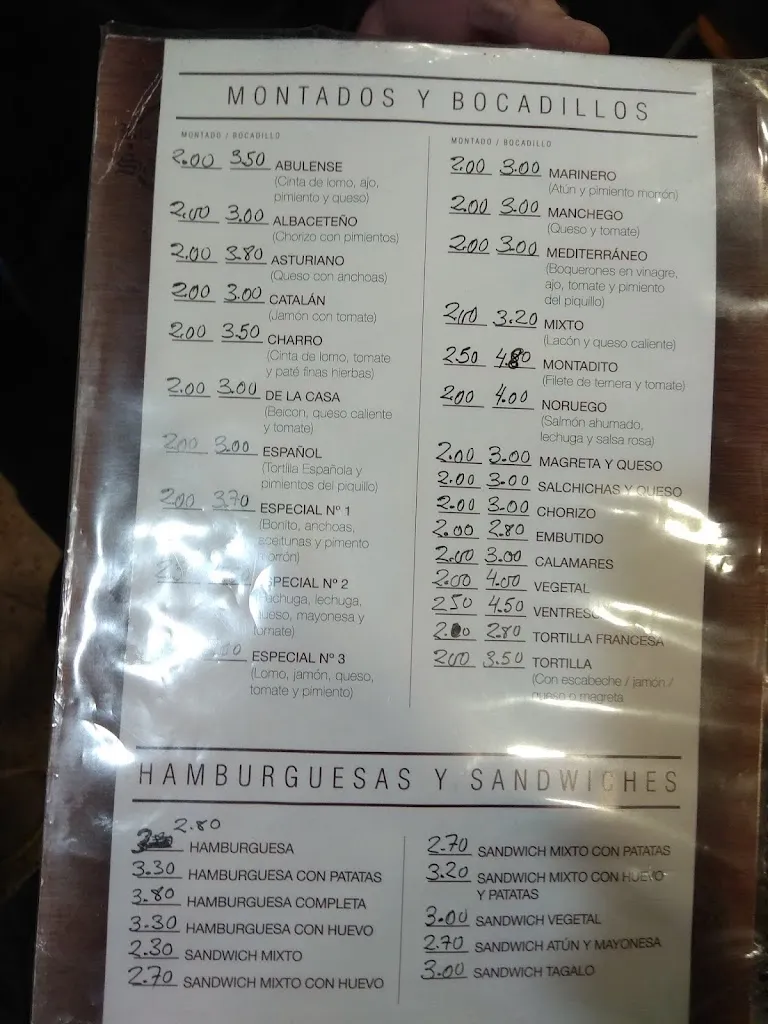 MONTADOS Y BOCADILLOS
MONTADO / BOCADILLO
2.00 3.50 ABULENSE
(Cinta de lomo, ajo,
pimiento y queso)
2.00 3.00 ALBACETEÑO
(Chorizo con pimientos)
2.00 3.80 ASTURIANO
(Queso con anchoas)
2.00 3.00 CATALÁN
(Jamón con tomate)
2.00 3.50 CHARRO
(Cinta de lomo, tomate
y paté finas hierbas)
2.00 3.00 DE LA CASA
(Beicon, queso caliente
y tomate)
2.00 3.00 ESPAÑOL
(Tortilla Española y
pimientos del piquillo)
2.00 3.70 ESPECIAL Nº 1
(Bonito, anchoas,
aceitunas y pimento
morrón)
ESPECIAL Nº 2
lechuga,
queso, mayonesa y
tomate)
ESPECIAL Nº 3
(Lomo, jamón, queso,
tomate y pimiento)
MONTADO / BOCADILLO
2.00 3.00 MARINERO
(Atún y pimiento morrón)
2.00 3.00 MANCHEGO
(Queso y tomate)
2.00 3.00 MEDITERRÁNEO
(Boquerones en vinagre,
ajo, tomate y pimiento
del piquillo)
2.00 3.20 MIXTO
(Lacón y queso caliente)
2.50 4.80 MONTADITO
(Filete de ternera y tomate)
2.00 4.00 NORUEGO
(Salmón ahumado,
lechuga y salsa rosa)
2.00 3.00 MAGRETA Y QUESO
2.00 3.00 SALCHICHAS Y QUESO
2.00 3.00 CHORIZO
2.00 2.80 EMBUTIDO
2.00 3.00 CALAMARES
2.00 4.00 VEGETAL
2.50 4.50 VENTRESCA
2.00 2.80 TORTILLA FRANCESA
2.00 3.50 TORTILLA
(Con escabeche / jamón /
queso o magreta
HAMBURGUESAS Y SANDWICHES
2.80
HAMBURGUESA
3.30 HAMBURGUESA CON PATATAS
3.80 HAMBURGUESA COMPLETA
3.30 HAMBURGUESA CON HUEVO
2.30 SANDWICH MIXTO
2.70 SANDWICH MIXTO CON HUEVO
2.70 SANDWICH MIXTO CON PATATAS
3.20 SANDWICH MIXTO CON HUEVO
Y PATATAS
3.00 SANDWICH VEGETAL
2.70 SANDWICH ATÚN Y MAYONESA
3.00 SANDWICH TAGALO